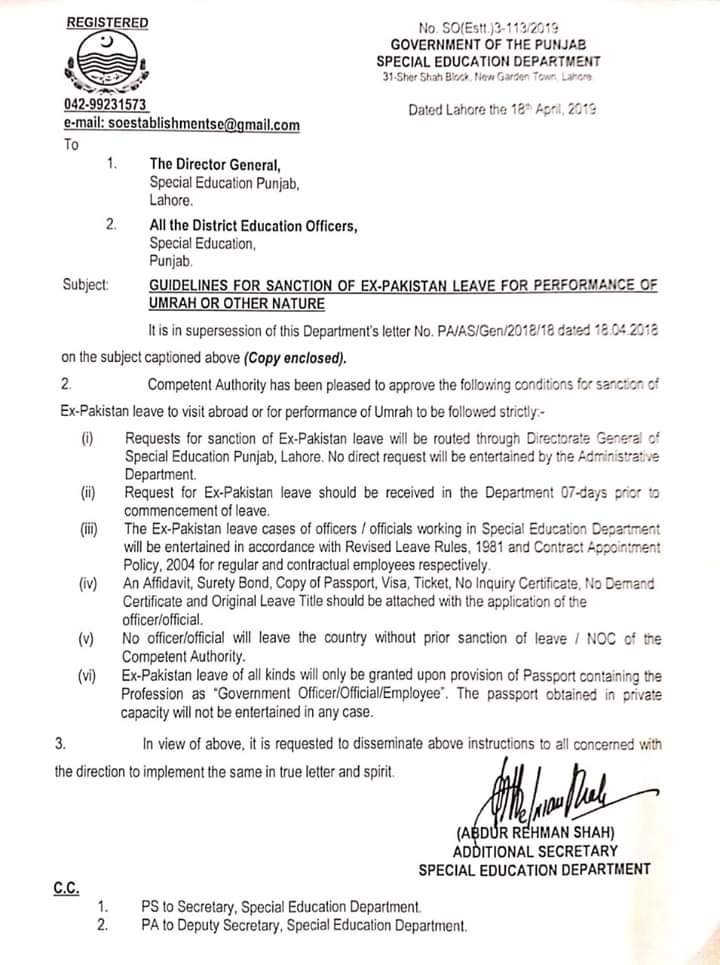 REGISTERED
No. SO(Estt.)3-113/2019
GOVERNMENT OF THE PUNJAB
SPECIAL EDUCATION DEPARTMENT
31-Sher Shah Block, New Garden Town, Lahore
042-99231573
e-mail: soestablishmentse@gmail.com
Dated Lahore the 18th April, 2019
To
1. The Director General,
Special Education Punjab,
Lahore.
2. All the District Education Officers,
Special Education,
Punjab.
Subject: GUIDELINES FOR SANCTION OF EX-PAKISTAN LEAVE FOR PERFORMANCE OF
UMRAH OR OTHER NATURE
It is in supersession of this Department's letter No. PA/AS/Gen/2018/18 dated 18.04.2018
on the subject captioned above (Copy enclosed).
2. Competent Authority has been pleased to approve the following conditions for sanction of
Ex-Pakistan leave to visit abroad or for performance of Umrah to be followed strictly:-
(i) Requests for sanction of Ex-Pakistan leave will be routed through Directorate General of
Special Education Punjab, Lahore. No direct request will be entertained by the Administrative
Department.
(ii) Request for Ex-Pakistan leave should be received in the Department 07-days prior to
commencement of leave.
(iii) The Ex-Pakistan leave cases of officers / officials working in Special Education Department
will be entertained in accordance with Revised Leave Rules, 1981 and Contract Appointment
Policy, 2004 for regular and contractual employees respectively.
(iv) An Affidavit, Surety Bond, Copy of Passport, Visa, Ticket, No Inquiry Certificate, No Demand
Certificate and Original Leave Title should be attached with the application of the
officer/official.
(v) No officer/official will leave the country without prior sanction of leave / NOC of the
Competent Authority.
(vi) Ex-Pakistan leave of all kinds will only be granted upon provision of Passport containing the
Profession as "Government Officer/Official/Employee". The passport obtained in private
capacity will not be entertained in any case.
3. In view of above, it is requested to disseminate above instructions to all concerned with
the direction to implement the same in true letter and spirit.
(ABDUR REHMAN SHAH)
ADDITIONAL SECRETARY
SPECIAL EDUCATION DEPARTMENT
C.C.
1. PS to Secretary, Special Education Department.
2. PA to Deputy Secretary, Special Education Department.